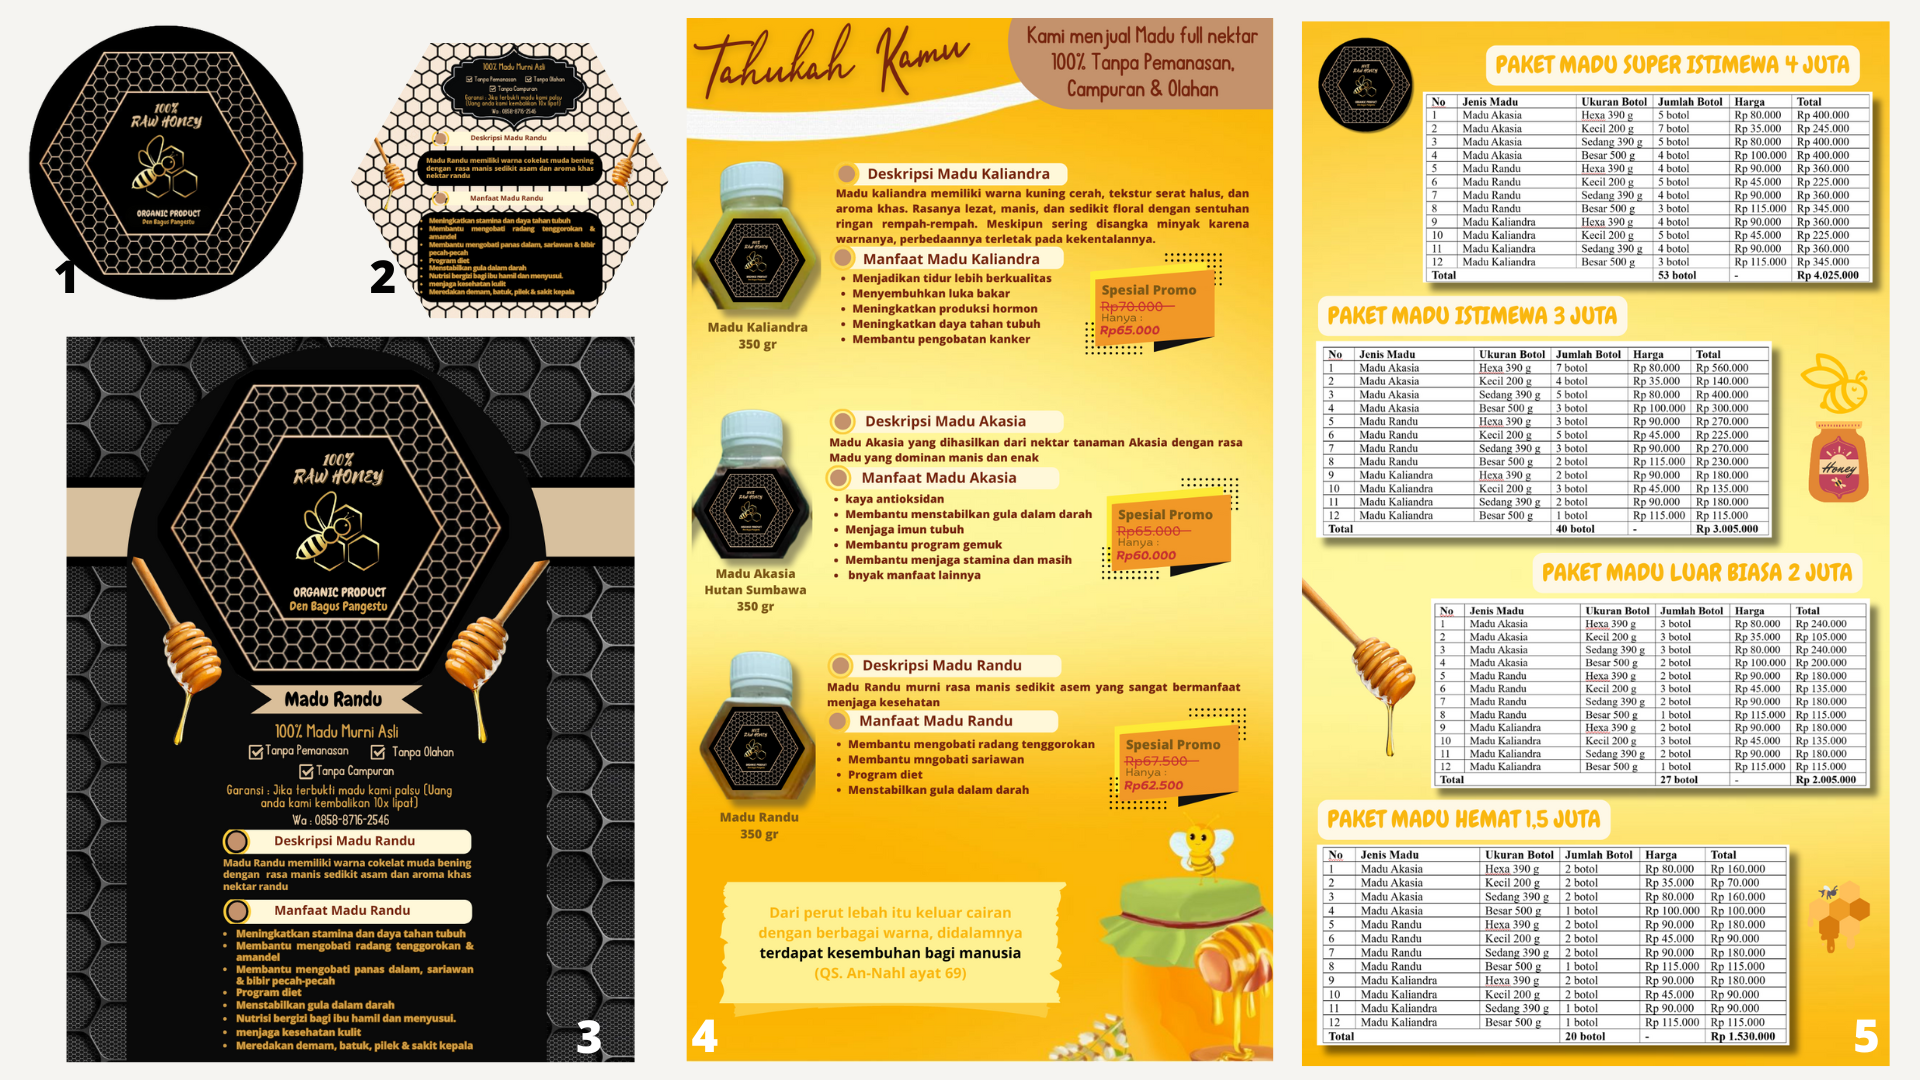 100%
RAW HONEY
ORGANIC PRODUCT
Den Bagus Pangestu
1
100% Madu Murni Asli
Tanpa Pemanasan Tanpa Olahan
Tanpa Campuran
Garansi : Jika terbukti madu kami palsu
(Uang anda kami kembalikan 10x lipat)
Wa : 0858-8716-2546
Deskripsi Madu Randu
Madu Randu memiliki warna cokelat muda bening
dengan rasa manis sedikit asam dan aroma khas
nektar randu
Manfaat Madu Randu
Meningkatkan stamina dan daya tahan tubuh
Membantu mengobati radang tenggorokan &
amandel
Membantu mengobati panas dalam, sariawan & bibir
pecah-pecah
Program diet
Menstabilkan gula dalam darah
Nutrisi bergizi bagi ibu hamil dan menyusui.
menjaga kesehatan kulit
Meredakan demam, batuk, pilek & sakit kepala
2
100%
RAW HONEY
ORGANIC PRODUCT
Den Bagus Pangestu
Madu Randu
100% Madu Murni Asli
Tanpa Pemanasan Tanpa Olahan
Tanpa Campuran
Garansi : Jika terbukti madu kami palsu (Uang
anda kami kembalikan 10x lipat)
Wa : 0858-8716-2546
Deskripsi Madu Randu
Madu Randu memiliki warna cokelat muda bening
dengan rasa manis sedikit asam dan aroma khas
nektar randu
Manfaat Madu Randu
Meningkatkan stamina dan daya tahan tubuh
Membantu mengobati radang tenggorokan &
amandel
Membantu mengobati panas dalam, sariawan
& bibir pecah-pecah
Program diet
Menstabilkan gula dalam darah
Nutrisi bergizi bagi ibu hamil dan menyusui.
menjaga kesehatan kulit
Meredakan demam, batuk, pilek & sakit kepala
3
Tahukah Kamu
Kami menjual Madu full nektar
100% Tanpa Pemanasan,
Campuran & Olahan
Deskripsi Madu Kaliandra
Madu kaliandra memiliki warna kuning cerah, tekstur serat halus, dan
aroma khas. Rasanya lezat, manis, dan sedikit floral dengan sentuhan
ringan rempah-rempah. Meskipun sering disangka minyak karena
warnanya, perbedaannya terletak pada kekentalannya.
Manfaat Madu Kaliandra
Menjadikan tidur lebih berkualitas
Menyembuhkan luka bakar
Meningkatkan produksi hormon
Meningkatkan daya tahan tubuh
Membantu pengobatan kanker
Spesial Promo
Rp70.000
Hanya :
Rp65.000
Madu Kaliandra
350 gr
Deskripsi Madu Akasia
Madu Akasia yang dihasilkan dari nektar tanaman Akasia dengan rasa
Madu yang dominan manis dan enak
Manfaat Madu Akasia
kaya antioksidan
Membantu menstabilkan gula dalam darah
Menjaga imun tubuh
Membantu program gemuk
Membantu menjaga stamina dan masih
bnyak manfaat lainnya
Spesial Promo
Rp65.000
Hanya :
Rp60.000
Madu Akasia
Hutan Sumbawa
350 gr
Deskripsi Madu Randu
Madu Randu murni rasa manis sedikit asem yang sangat bermanfaat
menjaga kesehatan
Manfaat Madu Randu
Membantu mengobati radang tenggorokan
Membantu mngobati sariawan
Program diet
Menstabilkan gula dalam darah
Spesial Promo
Rp67.500
Hanya :
Rp62.500
Madu Randu
350 gr
Dari perut lebah itu keluar cairan
dengan berbagai warna, didalamnya
terdapat kesembuhan bagi manusia
(QS. An-Nahl ayat 69)
4
PAKET MADU SUPER ISTIMEWA 4 JUTA
No Jenis Madu Ukuran Botol Jumlah Botol Harga Total
1 Madu Akasia Hexa 390 g 5 botol Rp 80.000 Rp 400.000
2 Madu Akasia Kecil 200 g 7 botol Rp 35.000 Rp 245.000
3 Madu Akasia Sedang 390 g 5 botol Rp 80.000 Rp 400.000
4 Madu Akasia Besar 500 g 4 botol Rp 100.000 Rp 400.000
5 Madu Randu Hexa 390 g 4 botol Rp 90.000 Rp 360.000
6 Madu Randu Kecil 200 g 5 botol Rp 45.000 Rp 225.000
7 Madu Randu Sedang 390 g 4 botol Rp 90.000 Rp 360.000
8 Madu Randu Besar 500 g 3 botol Rp 115.000 Rp 345.000
9 Madu Kaliandra Hexa 390 g 4 botol Rp 90.000 Rp 360.000
10 Madu Kaliandra Kecil 200 g 5 botol Rp 45.000 Rp 225.000
11 Madu Kaliandra Sedang 390 g 4 botol Rp 90.000 Rp 360.000
12 Madu Kaliandra Besar 500 g 3 botol Rp 115.000 Rp 345.000
Total 53 botol - Rp 4.025.000
PAKET MADU ISTIMEWA 3 JUTA
No Jenis Madu Ukuran Botol Jumlah Botol Harga Total
1 Madu Akasia Hexa 390 g 7 botol Rp 80.000 Rp 560.000
2 Madu Akasia Kecil 200 g 4 botol Rp 35.000 Rp 140.000
3 Madu Akasia Sedang 390 g 5 botol Rp 80.000 Rp 400.000
4 Madu Akasia Besar 500 g 3 botol Rp 100.000 Rp 300.000
5 Madu Randu Hexa 390 g 3 botol Rp 90.000 Rp 270.000
6 Madu Randu Kecil 200 g 5 botol Rp 45.000 Rp 225.000
7 Madu Randu Sedang 390 g 3 botol Rp 90.000 Rp 270.000
8 Madu Randu Besar 500 g 2 botol Rp 115.000 Rp 230.000
9 Madu Kaliandra Hexa 390 g 2 botol Rp 90.000 Rp 180.000
10 Madu Kaliandra Kecil 200 g 3 botol Rp 45.000 Rp 135.000
11 Madu Kaliandra Sedang 390 g 2 botol Rp 90.000 Rp 180.000
12 Madu Kaliandra Besar 500 g 1 botol Rp 115.000 Rp 115.000
Total 40 botol - Rp 3.005.000
Honey
PAKET MADU LUAR BIASA 2 JUTA
No Jenis Madu Ukuran Botol Jumlah Botol Harga Total
1 Madu Akasia Hexa 390 g 3 botol Rp 80.000 Rp 240.000
2 Madu Akasia Kecil 200 g 3 botol Rp 35.000 Rp 105.000
3 Madu Akasia Sedang 390 g 3 botol Rp 80.000 Rp 240.000
4 Madu Akasia Besar 500 g 2 botol Rp 100.000 Rp 200.000
5 Madu Randu Hexa 390 g 2 botol Rp 90.000 Rp 180.000
6 Madu Randu Kecil 200 g 3 botol Rp 45.000 Rp 135.000
7 Madu Randu Sedang 390 g 2 botol Rp 90.000 Rp 180.000
8 Madu Randu Besar 500 g 1 botol Rp 115.000 Rp 115.000
9 Madu Kaliandra Hexa 390 g 2 botol Rp 90.000 Rp 180.000
10 Madu Kaliandra Kecil 200 g 3 botol Rp 45.000 Rp 135.000
11 Madu Kaliandra Sedang 390 g 2 botol Rp 90.000 Rp 180.000
12 Madu Kaliandra Besar 500 g 1 botol Rp 115.000 Rp 115.000
Total 27 botol - Rp 2.005.000
PAKET MADU HEMAT 1,5 JUTA
No Jenis Madu Ukuran Botol Jumlah Botol Harga Total
1 Madu Akasia Hexa 390 g 2 botol Rp 80.000 Rp 160.000
2 Madu Akasia Kecil 200 g 2 botol Rp 35.000 Rp 70.000
3 Madu Akasia Sedang 390 g 2 botol Rp 80.000 Rp 160.000
4 Madu Akasia Besar 500 g 1 botol Rp 100.000 Rp 100.000
5 Madu Randu Hexa 390 g 2 botol Rp 90.000 Rp 180.000
6 Madu Randu Kecil 200 g 2 botol Rp 45.000 Rp 90.000
7 Madu Randu Sedang 390 g 2 botol Rp 90.000 Rp 180.000
8 Madu Randu Besar 500 g 1 botol Rp 115.000 Rp 115.000
9 Madu Kaliandra Hexa 390 g 2 botol Rp 90.000 Rp 180.000
10 Madu Kaliandra Kecil 200 g 2 botol Rp 45.000 Rp 90.000
11 Madu Kaliandra Sedang 390 g 1 botol Rp 90.000 Rp 90.000
12 Madu Kaliandra Besar 500 g 1 botol Rp 115.000 Rp 115.000
Total 20 botol - Rp 1.530.000
5